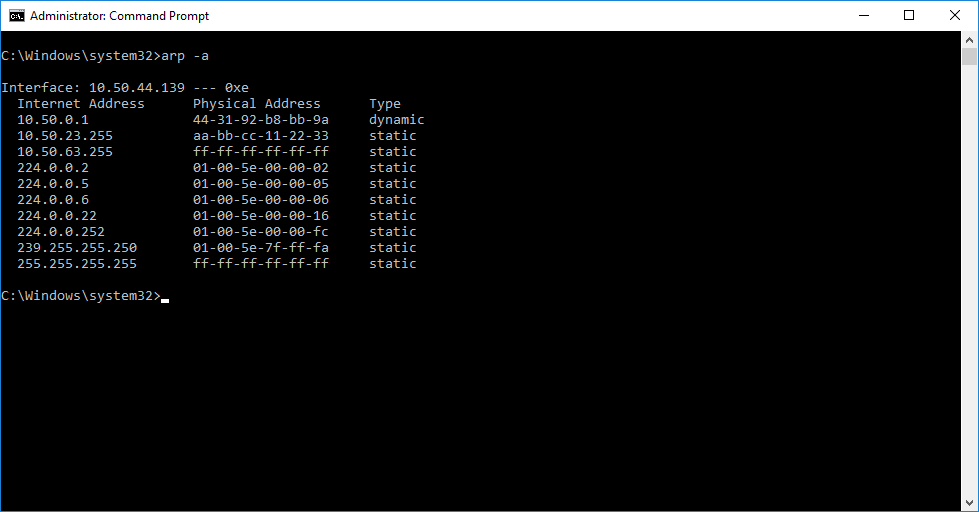 Administrator: Command Prompt
C:\Windows\system32>arp -a
Interface: 10.50.44.139 --- 0xe
Internet Address Physical Address Type
10.50.0.1 44-31-92-b8-bb-9a dynamic
10.50.23.255 aa-bb-cc-11-22-33 static
10.50.63.255 ff-ff-ff-ff-ff-ff static
224.0.0.2 01-00-5e-00-00-02 static
224.0.0.5 01-00-5e-00-00-05 static
224.0.0.6 01-00-5e-00-00-06 static
224.0.0.22 01-00-5e-00-00-16 static
224.0.0.252 01-00-5e-00-00-fc static
239.255.255.250 01-00-5e-7f-ff-fa static
255.255.255.255 ff-ff-ff-ff-ff-ff static
C:\Windows\system32>